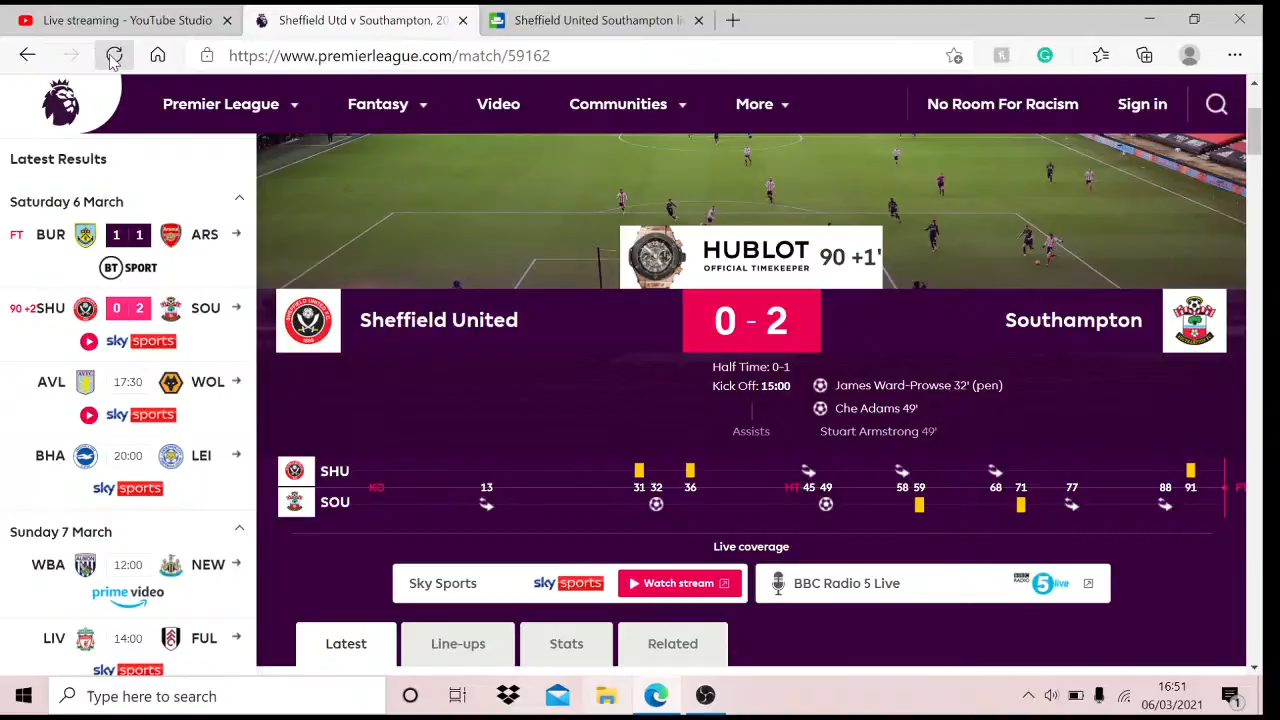 Live streaming - YouTube Studio
Sheffield Utd v Southampton, 20
Sheffield United Southampton li
https://www.premierleague.com/match/59162
Premier League
Fantasy
Video
Communities
More
No Room For Racism
Sign in
Latest Results
Saturday 6 March
FT BUR 1 1 ARS
BT SPORT
90 +2 SHU 0 2 SOU
sky sports
AVL 17:30 WOL
sky sports
BHA 20:00 LEI
sky sports
Sunday 7 March
WBA 12:00 NEW
prime video
LIV 14:00 FUL
sky sports
HUBLOT
OFFICIAL TIMEKEEPER
90 +1'
Sheffield United
0 - 2
Southampton
Half Time: 0-1
Kick Off: 15:00
James Ward-Prowse 32' (pen)
Che Adams 49'
Assists
Stuart Armstrong 49'
SHU
KO 13 31 32 36 HT 45 49 58 59 68 71 77 88 91
SOU
Live coverage
Sky Sports
sky sports
Watch stream
BBC Radio 5 Live
BBC RADIO 5 live
Latest
Line-ups
Stats
Related
Type here to search
16:51
06/03/2021
1